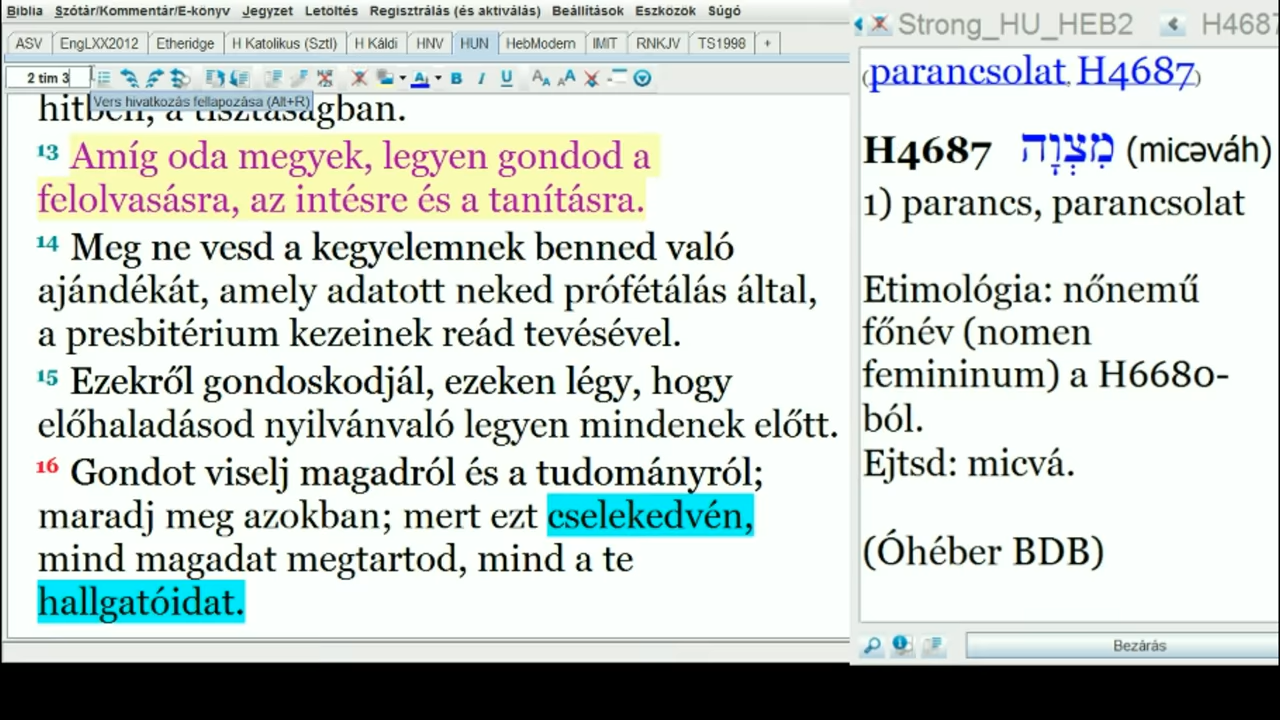 Biblia Szótár/Kommentár/E-könyv Jegyzet Letöltés Regisztrálás (és aktiválás) Beállítások Eszközök Súgó
ASV EngLXX2012 Etheridge H Katolikus (Sztl) H Káldi HNV HUN HebModern IMIT RNKJV TS1998 +
2 tim 3
Vers hivatkozás fellapozása (Alt+R)
hitben, a tisztaságban.
13 Amíg oda megyek, legyen gondod a
felolvasásra, az intésre és a tanításra.
14 Meg ne vesd a kegyelemnek benned való
ajándékát, amely adatott neked prófétálás által,
a presbitérium kezeinek reád tevésével.
15 Ezekről gondoskodjál, ezeken légy, hogy
előhaladásod nyilvánvaló legyen mindenek előtt.
16 Gondot viselj magadról és a tudományról;
maradj meg azokban; mert ezt cselekedvén,
mind magadat megtartod, mind a te
hallgatóidat.
Strong_HU_HEB2 H4687
(parancsolat, H4687)
H4687 מִצְוָה (micəváh)
1) parancs, parancsolat
Etimológia: nőnemű
főnév (nomen
femininum) a H6680-
ból.
Ejtsd: micvá.
(Óhéber BDB)
Bezárás